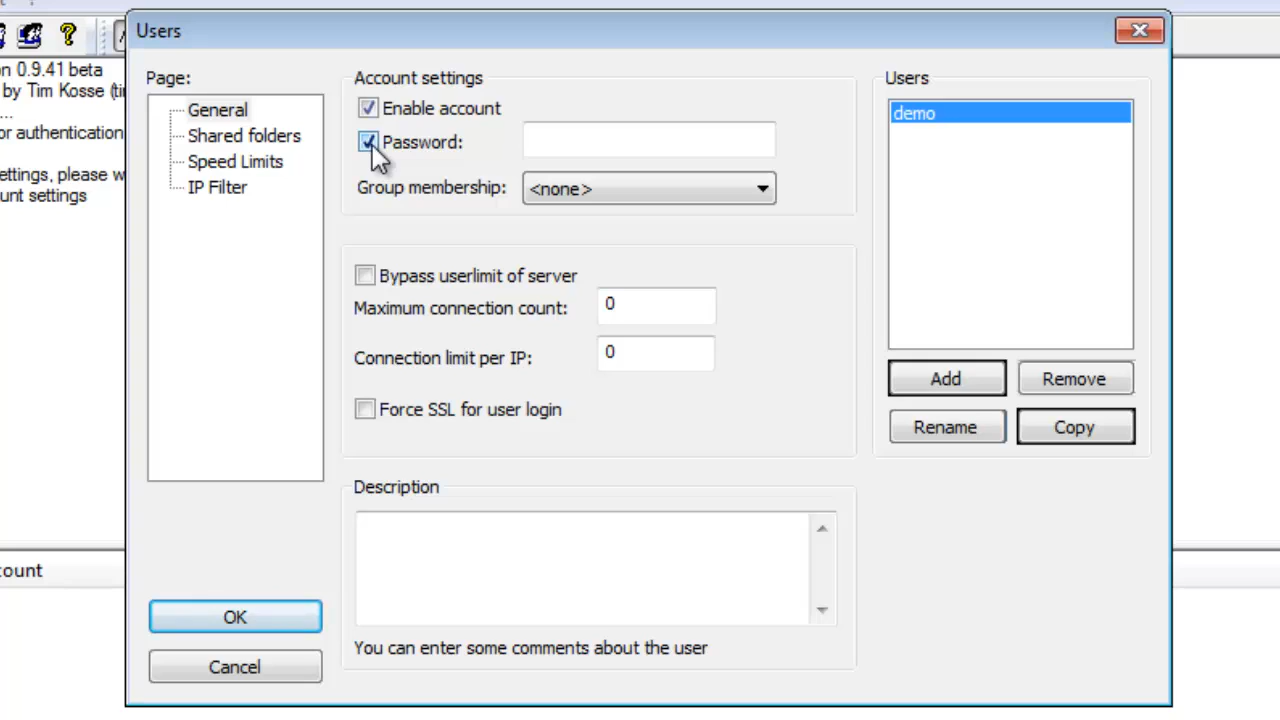 Users
on 0.9.41 beta
by Tim Kosse (tim
...
or authentication
ettings, please w
unt settings
count
Page:
General
Shared folders
Speed Limits
IP Filter
OK
Cancel
Account settings
Enable account
Password:
Group membership: <none>
Bypass userlimit of server
Maximum connection count: 0
Connection limit per IP: 0
Force SSL for user login
Description
You can enter some comments about the user
Users
demo
Add Remove
Rename Copy